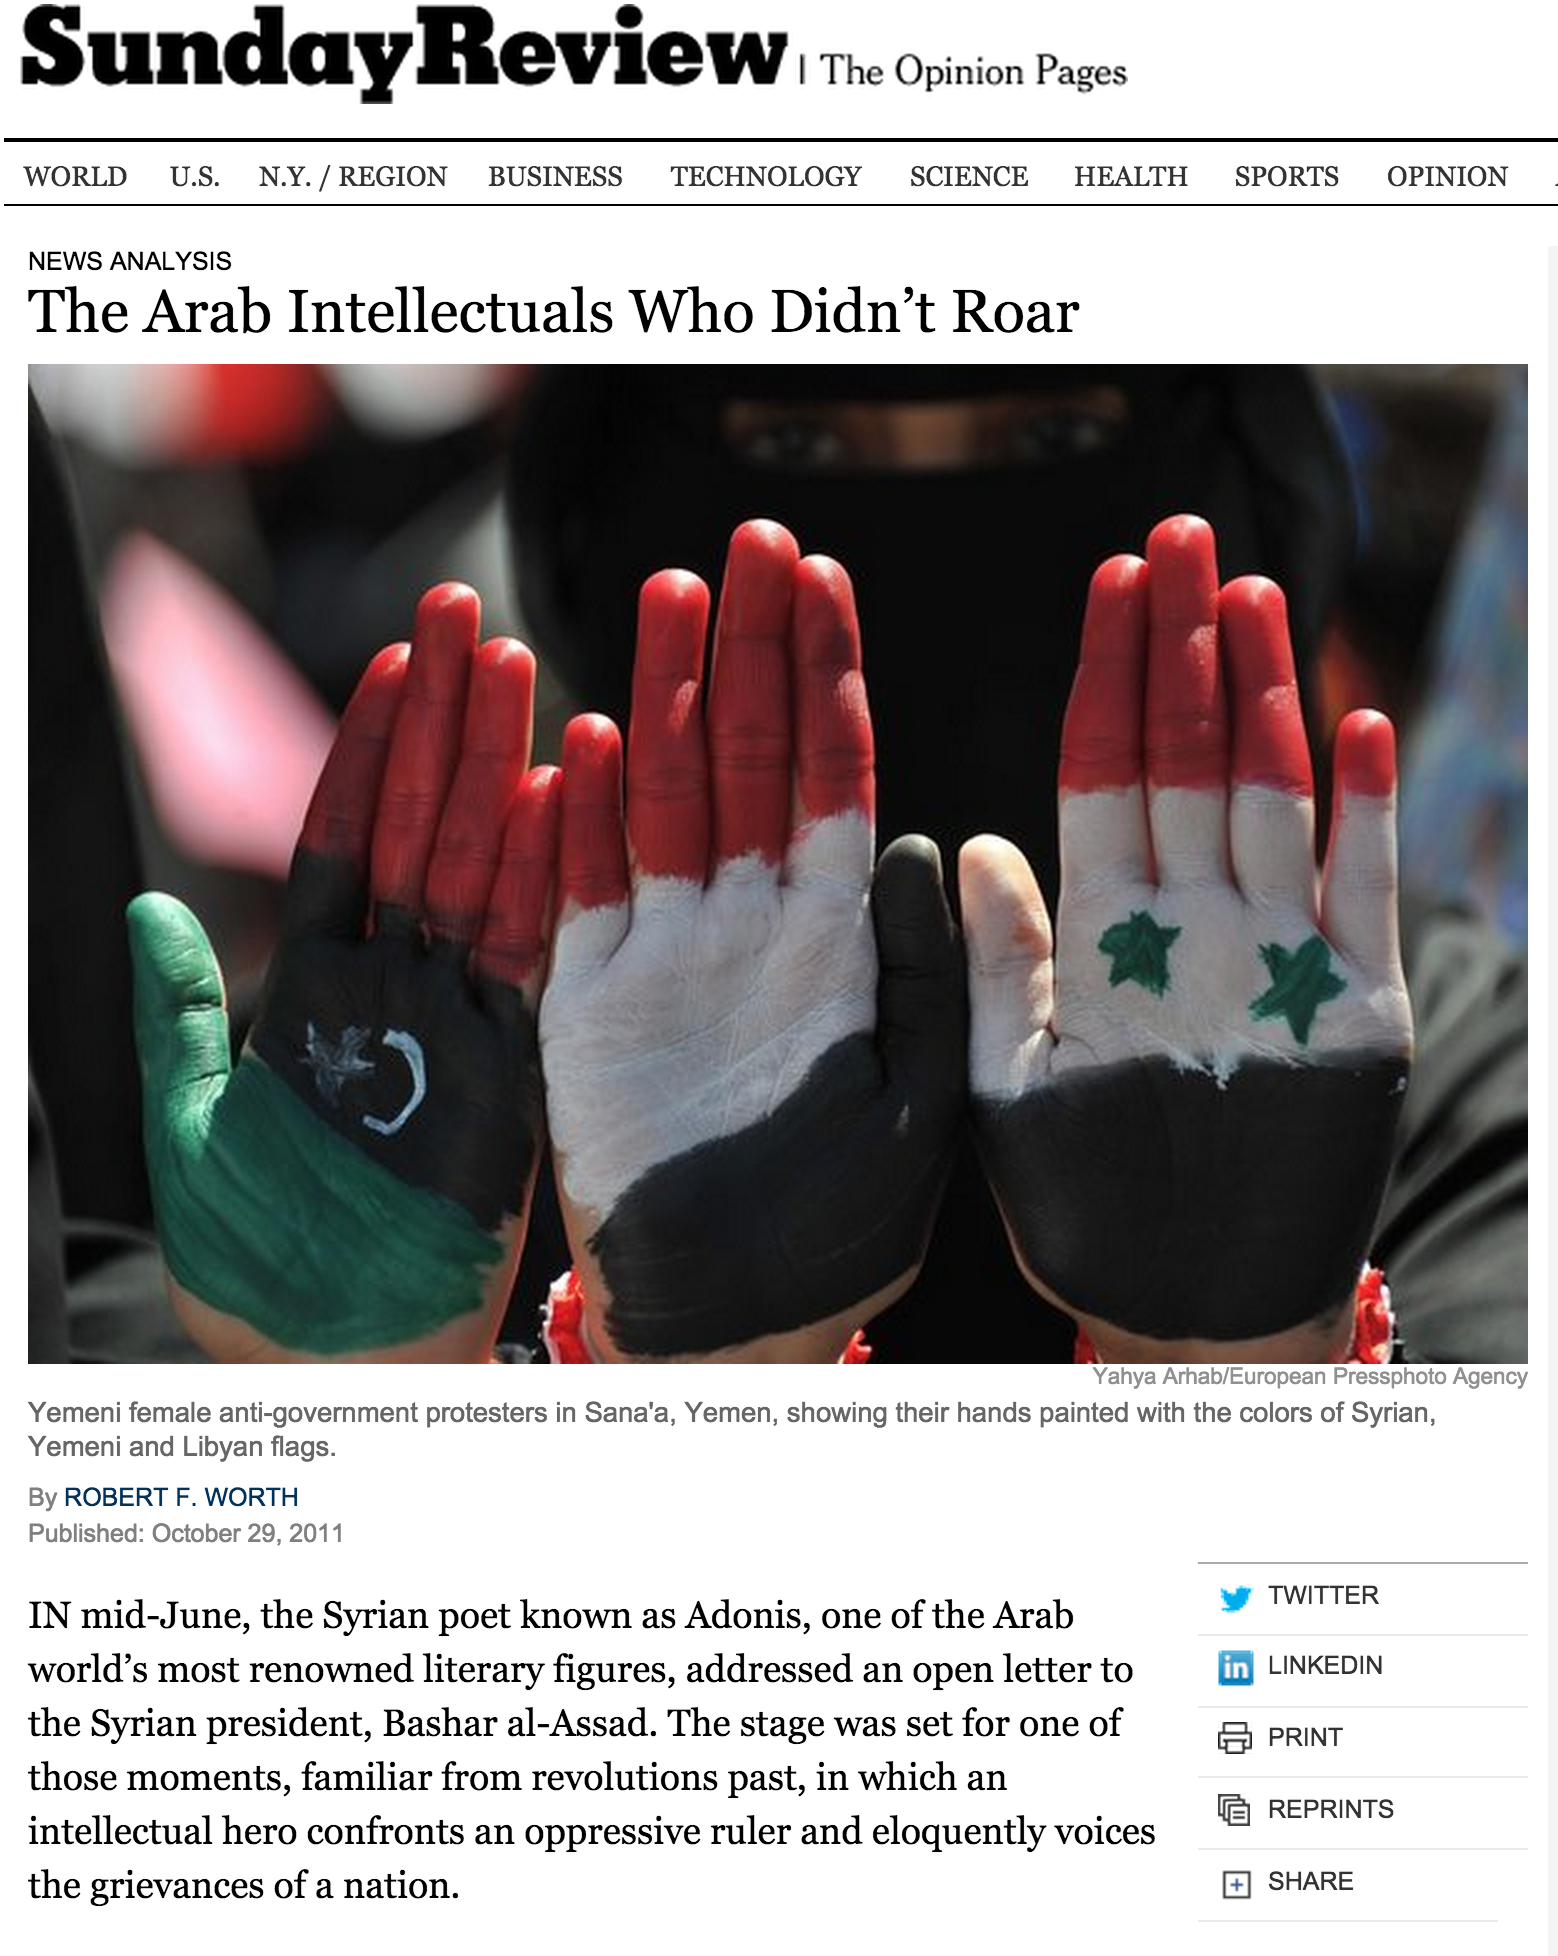 SundayReview | The Opinion Pages
WORLD U.S. N.Y. / REGION BUSINESS TECHNOLOGY SCIENCE HEALTH SPORTS OPINION
NEWS ANALYSIS
The Arab Intellectuals Who Didn’t Roar
Yahya Arhab/European Pressphoto Agency
Yemeni female anti-government protesters in Sana'a, Yemen, showing their hands painted with the colors of Syrian,
Yemeni and Libyan flags.
By ROBERT F. WORTH
Published: October 29, 2011
IN mid-June, the Syrian poet known as Adonis, one of the Arab
world’s most renowned literary figures, addressed an open letter to
the Syrian president, Bashar al-Assad. The stage was set for one of
those moments, familiar from revolutions past, in which an
intellectual hero confronts an oppressive ruler and eloquently voices
the grievances of a nation.
TWITTER
in LINKEDIN
PRINT
REPRINTS
SHARE